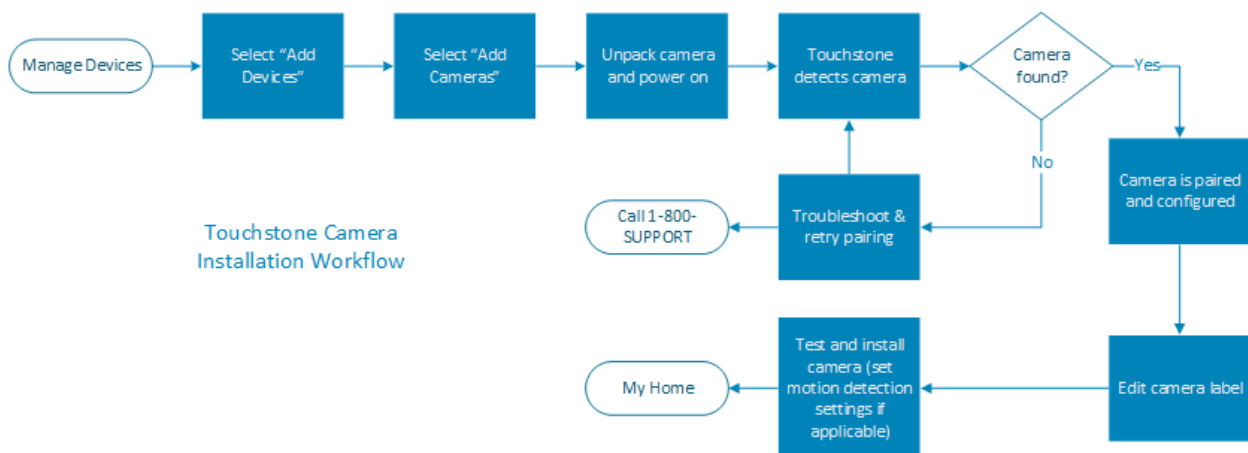 Manage Devices
Select “Add
Devices”
Select “Add
Cameras”
Unpack camera
and power on
Touchstone
detects camera
Camera
found?
Yes
No
Camera is paired
and configured
Troubleshoot &
retry pairing
Call 1-800-
SUPPORT
Touchstone Camera
Installation Workflow
Edit camera label
Test and install
camera (set
motion detection
settings if
applicable)
My Home